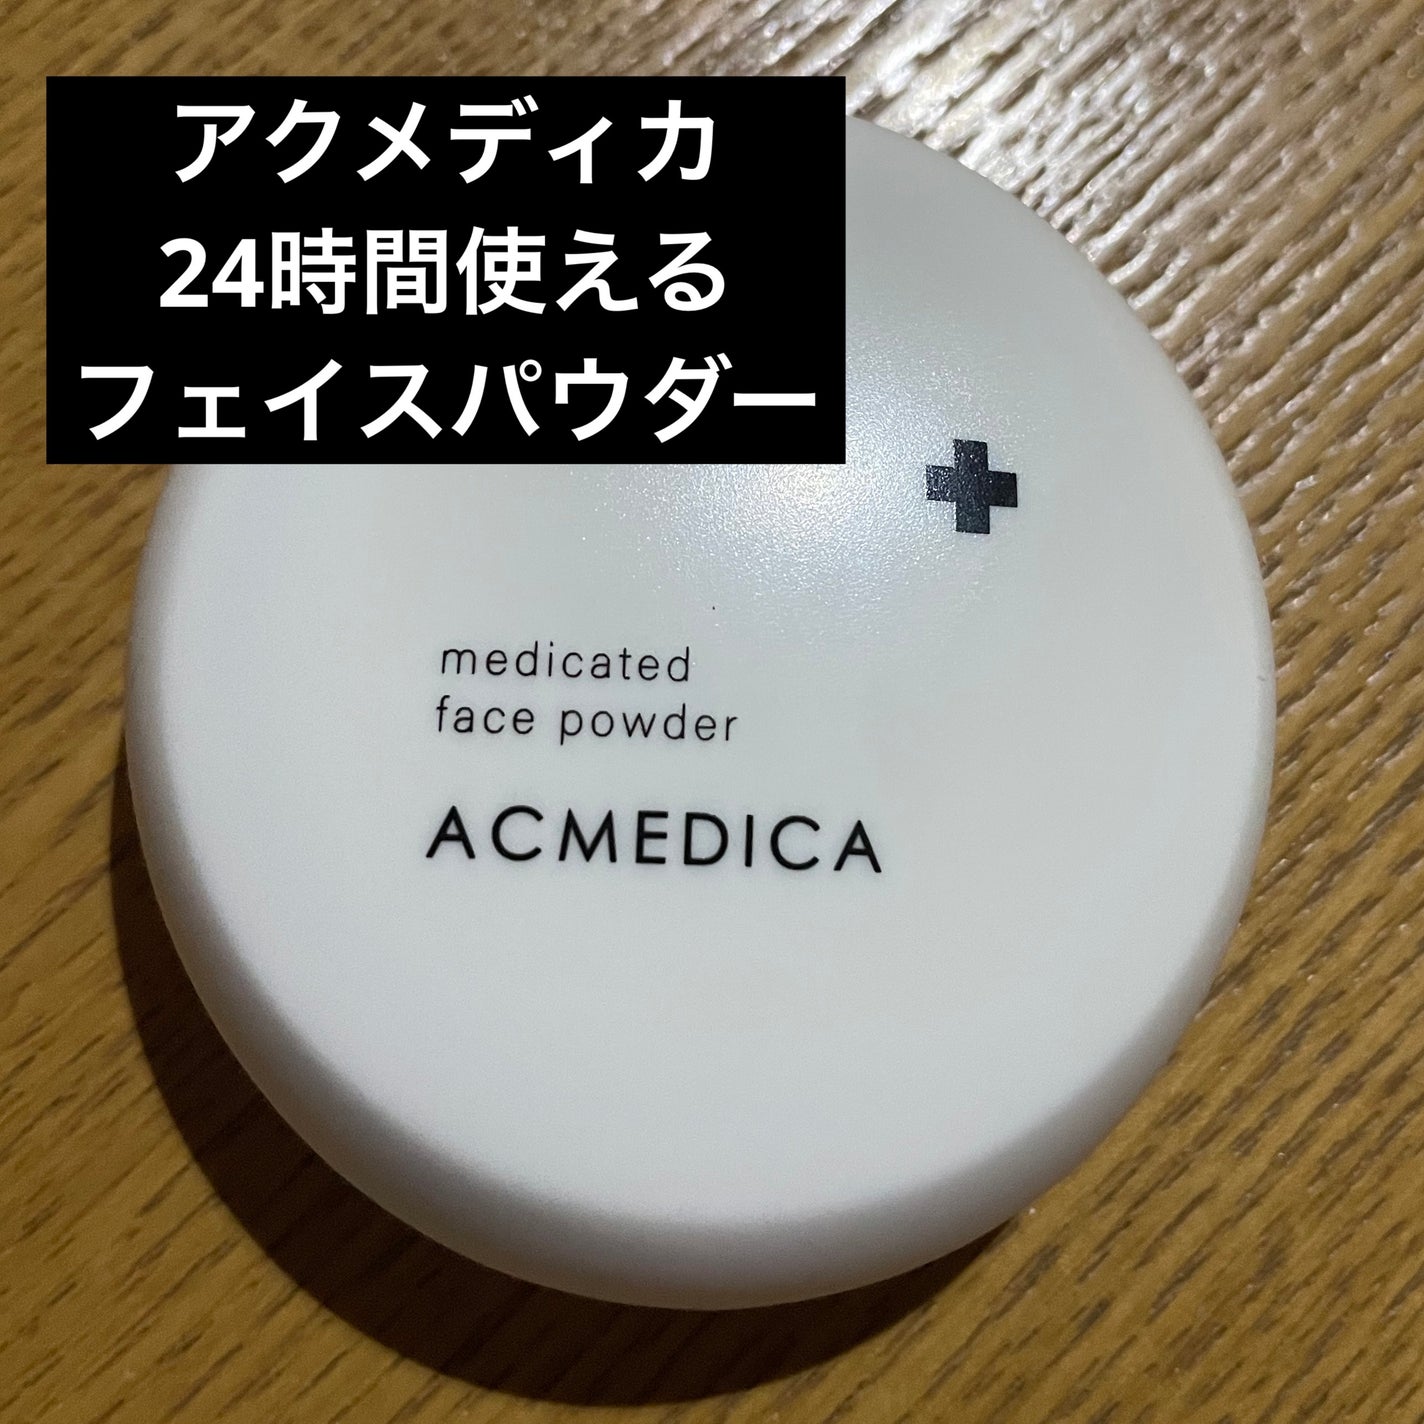 アクメディカ
24時間使える
フェイスパウダー
medicated
face powder
ACMEDICA